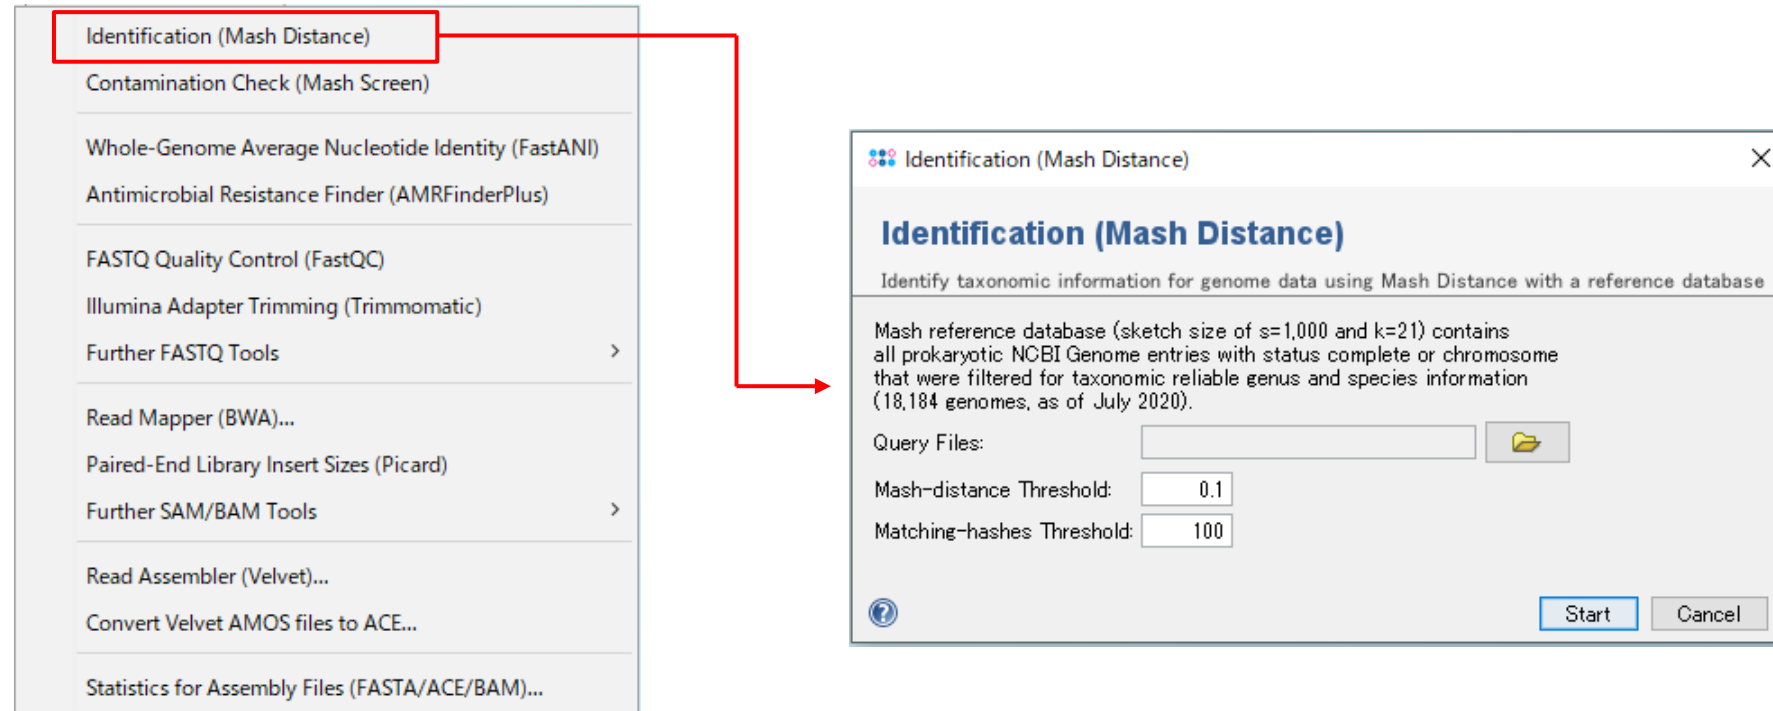 Identification (Mash Distance)
Contamination Check (Mash Screen)
Whole-Genome Average Nucleotide Identity (FastANI)
Antimicrobial Resistance Finder (AMRFinderPlus)
FASTQ Quality Control (FastQC)
Illumina Adapter Trimming (Trimmomatic)
Further FASTQ Tools
Read Mapper (BWA)...
Paired-End Library Insert Sizes (Picard)
Further SAM/BAM Tools
Read Assembler (Velvet)...
Convert Velvet AMOS files to ACE...
Statistics for Assembly Files (FASTA/ACE/BAM)...
Identification (Mash Distance)
Identification (Mash Distance)
Identify taxonomic information for genome data using Mash Distance with a reference database
Mash reference database (sketch size of s=1,000 and k=21) contains
all prokaryotic NCBI Genome entries with status complete or chromosome
that were filtered for taxonomic reliable genus and species information
(18,184 genomes, as of July 2020).
Query Files:
Mash-distance Threshold: 0.1
Matching-hashes Threshold: 100
Start Cancel